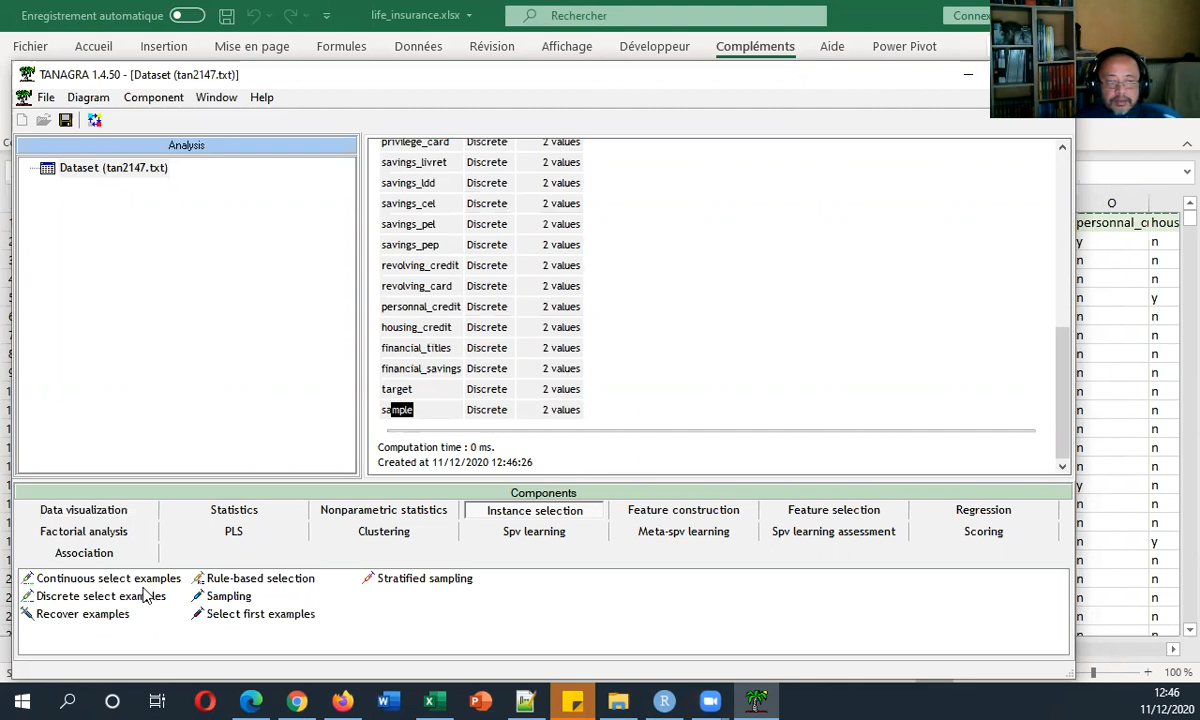 Enregistrement automatique
life_insurance.xlsx
Rechercher
Connex
Fichier
Accueil
Insertion
Mise en page
Formules
Données
Révision
Affichage
Développeur
Compléments
Aide
Power Pivot
TANAGRA 1.4.50 - [Dataset (tan2147.txt)]
File
Diagram
Component
Window
Help
Analysis
Dataset (tan2147.txt)
privilege_card Discrete 2 values
savings_livret Discrete 2 values
savings_ldd Discrete 2 values
savings_cel Discrete 2 values
savings_pel Discrete 2 values
savings_pep Discrete 2 values
revolving_credit Discrete 2 values
revolving_card Discrete 2 values
personnal_credit Discrete 2 values
housing_credit Discrete 2 values
financial_titles Discrete 2 values
financial_savings Discrete 2 values
target Discrete 2 values
sample Discrete 2 values
Computation time : 0 ms.
Created at 11/12/2020 12:46:26
O
personnal_c hous
y n
n n
n n
n y
n n
n n
n n
n n
n n
n n
n n
n n
n n
y n
n n
n n
n y
n n
n n
n n
n n
n n
Components
Data visualization
Statistics
Nonparametric statistics
Instance selection
Feature construction
Feature selection
Regression
Factorial analysis
PLS
Clustering
Spv learning
Meta-spv learning
Spv learning assessment
Scoring
Association
Continuous select examples
Rule-based selection
Stratified sampling
Discrete select examples
Sampling
Recover examples
Select first examples
100 %
12:46
11/12/2020